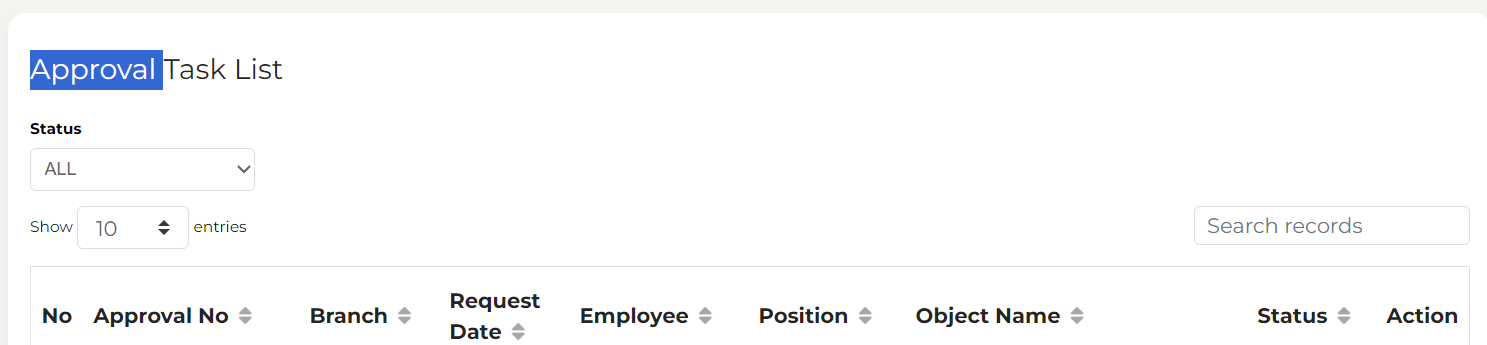 Approval Task List
Status
ALL
Show 10 entries
Search records
No Approval No Branch Request Date Employee Position Object Name Status Action